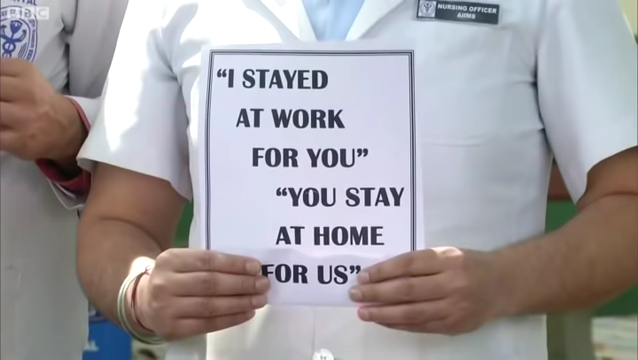 BBC
NURSING OFFICER
AIIMS
"I STAYED
AT WORK
FOR YOU"
"YOU STAY
AT HOME
FOR US"